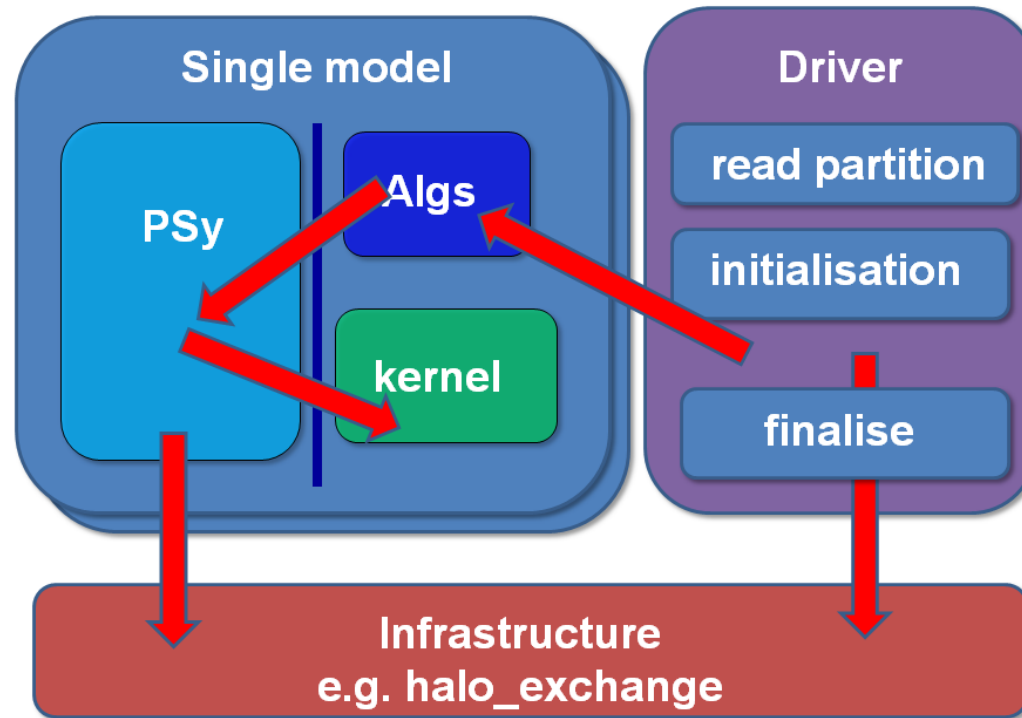 Single model
PSy
Algs
kernel
Driver
read partition
initialisation
finalise
Infrastructure
e.g. halo_exchange